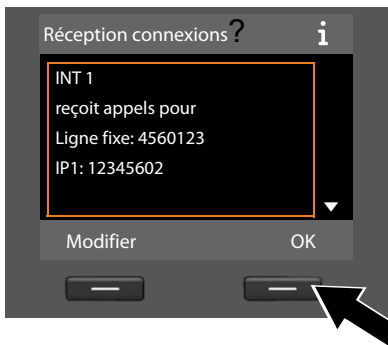 Réception connexions? i
INT 1
reçoit appels pour
Ligne fixe: 4560123
IP1: 12345602
Modifier OK